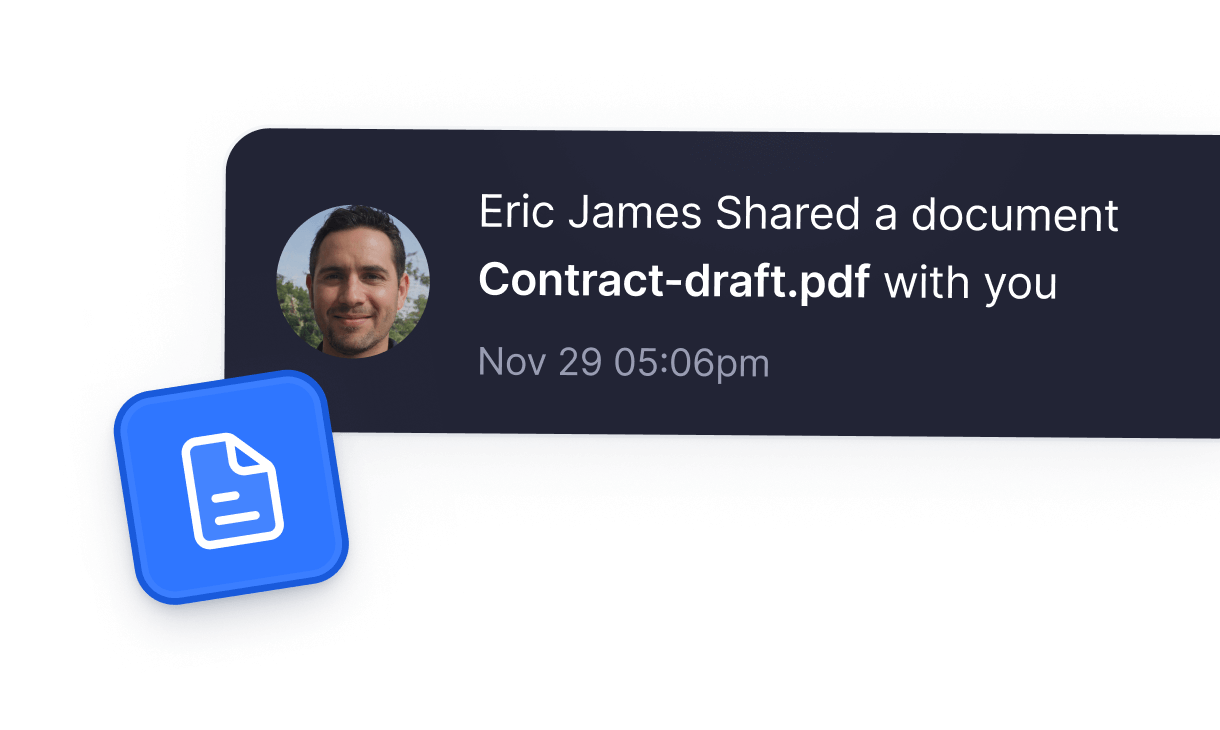 Eric James Shared a document
Contract-draft.pdf with you
Nov 29 05:06pm